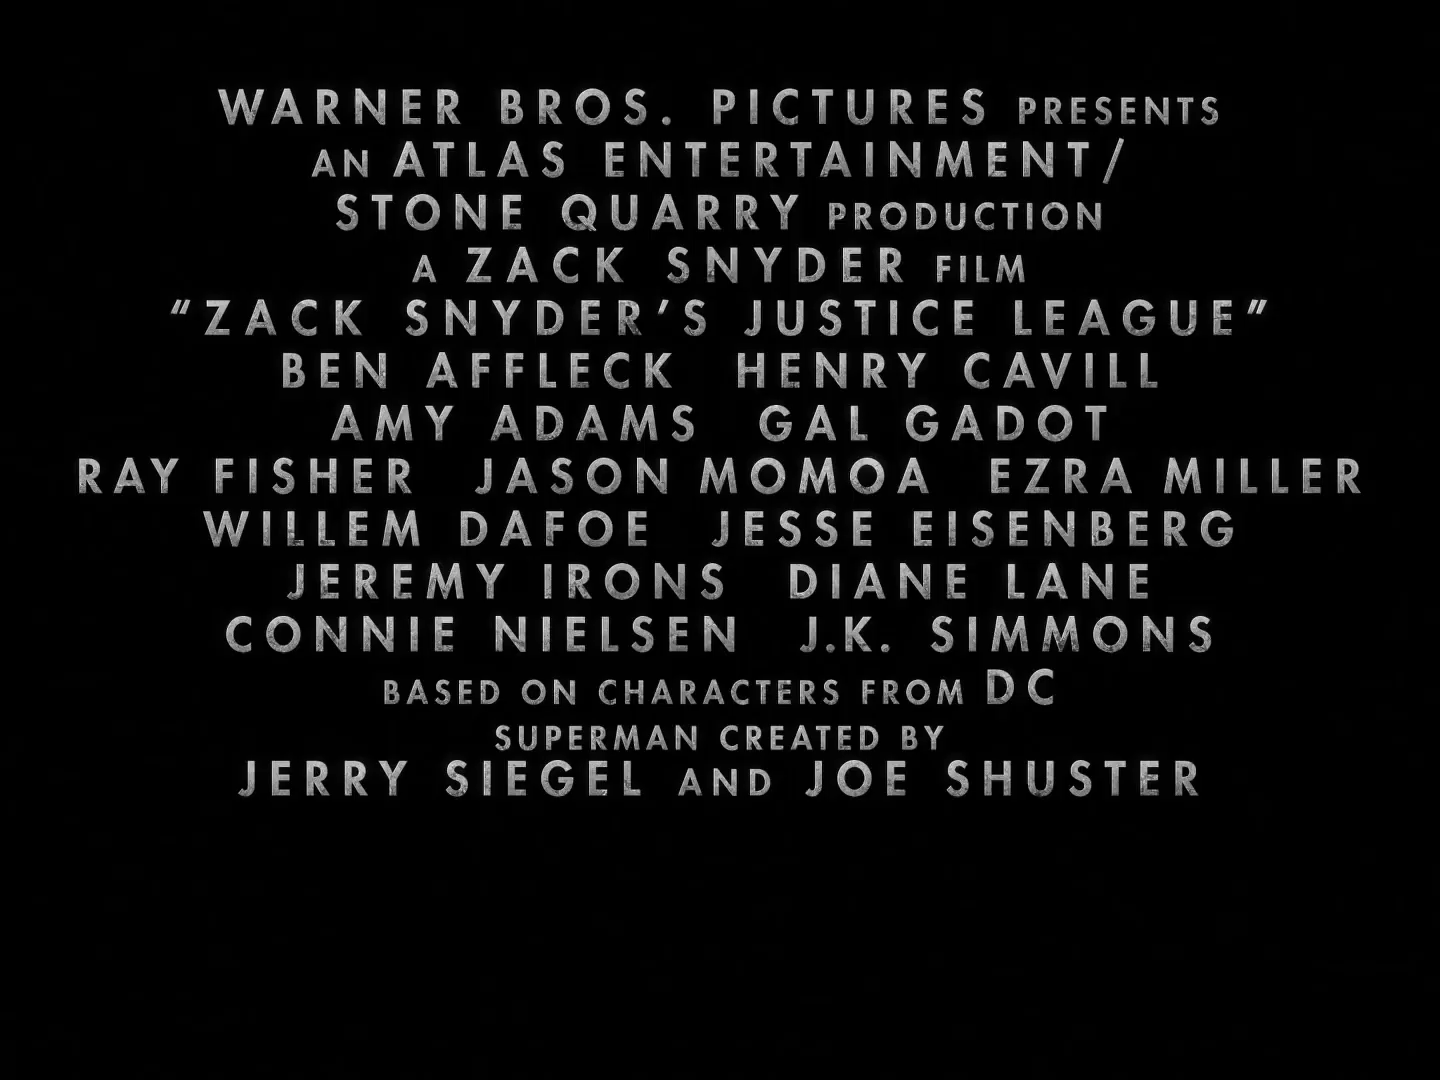 WARNER BROS. PICTURES PRESENTS
AN ATLAS ENTERTAINMENT/
STONE QUARRY PRODUCTION
A ZACK SNYDER FILM
“ZACK SNYDER’S JUSTICE LEAGUE”
BEN AFFLECK HENRY CAVILL
AMY ADAMS GAL GADOT
RAY FISHER JASON MOMOA EZRA MILLER
WILLEM DAFOE JESSE EISENBERG
JEREMY IRONS DIANE LANE
CONNIE NIELSEN J.K. SIMMONS
BASED ON CHARACTERS FROM DC
SUPERMAN CREATED BY
JERRY SIEGEL AND JOE SHUSTER